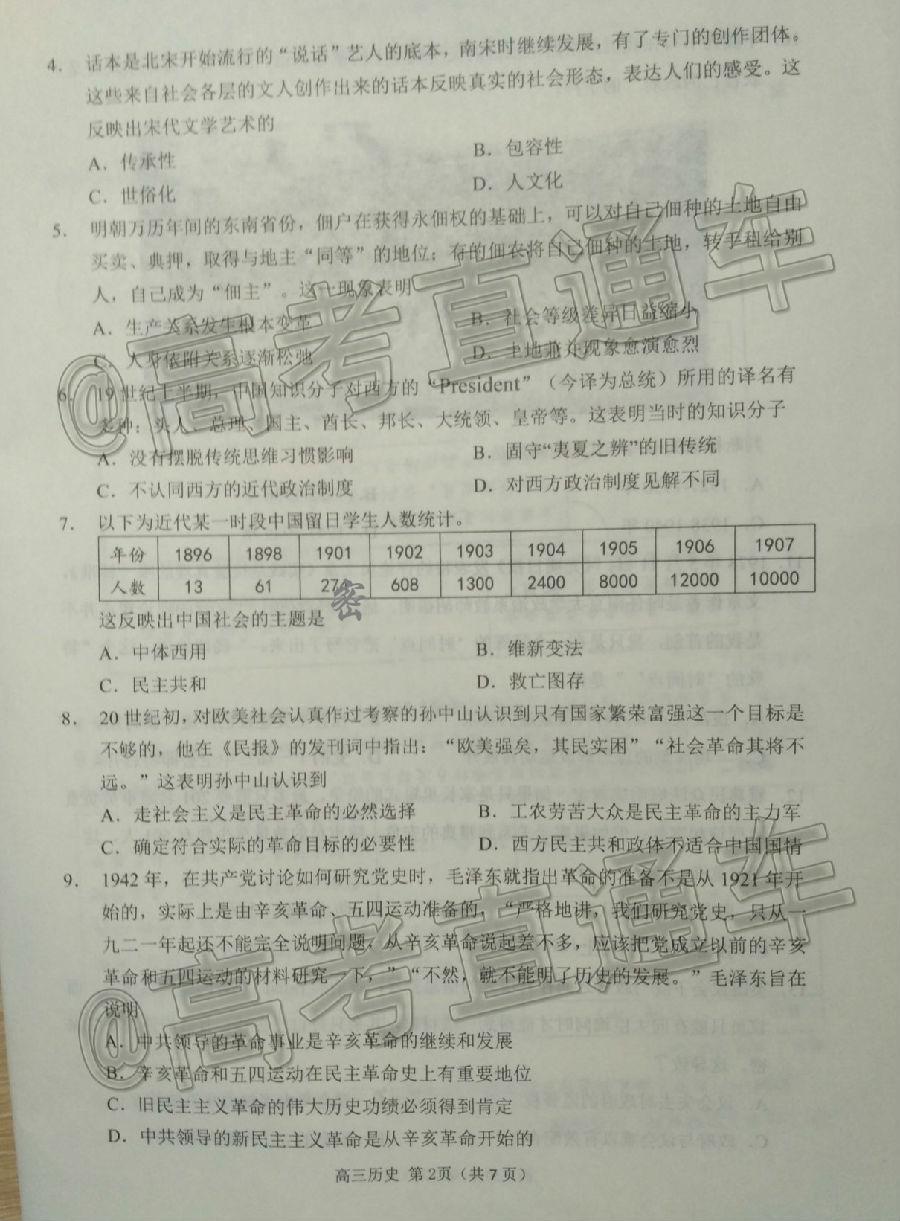 4. 话本是北宋开始流行的“说话”艺人的底本，南宋时继续发展，有了专门的创作团体。
这些来自社会各层的文人创作出来的话本反映真实的社会形态，表达人们的感受。这
反映出宋代文学艺术的
A．传承性 B．包容性
C．世俗化 D．人文化
5. 明朝万历年间的东南省份，佃户在获得永佃权的基础上，可以对自己佃种的土地自由
买卖、典押，取得与地主“同等”的地位；有的佃农将自己佃种的土地，转手租给别
人，自己成为“佃主”。这一现象表明
A．生产关系发生根本变革 B．社会等级差异日益缩小
C．人身依附关系逐渐松弛 D．土地兼并现象愈演愈烈
6. 19世纪上半期，中国知识分子对西方的“President”（今译为总统）所用的译名有
多种：头人、总理、国主、酋长、邦长、大统领、皇帝等。这表明当时的知识分子
A．没有摆脱传统思维习惯影响 B．固守“夷夏之辨”的旧传统
C．不认同西方的近代政治制度 D．对西方政治制度见解不同
7. 以下为近代某一时段中国留日学生人数统计。
年份 1896 1898 1901 1902 1903 1904 1905 1906 1907
人数 13 61 274 608 1300 2400 8000 12000 10000
密
这反映出中国社会的主题是
A．中体西用 B．维新变法
C．民主共和 D．救亡图存
8. 20世纪初，对欧美社会认真作过考察的孙中山认识到只有国家繁荣富强这一个目标是
不够的，他在《民报》的发刊词中指出：“欧美强矣，其民实困”“社会革命其将不
远。”这表明孙中山认识到
A．走社会主义是民主革命的必然选择 B．工农劳苦大众是民主革命的主力军
C．确定符合实际的革命目标的必要性 D．西方民主共和政体不适合中国国情
9. 1942年，在共产党讨论如何研究党史时，毛泽东就指出革命的准备不是从1921年开
始的，实际上是由辛亥革命、五四运动准备的，“严格地讲，我们研究党史，只从一
九二一年起还不能完全说明问题。从辛亥革命说起差不多，应该把党成立以前的辛亥
革命和五四运动的材料研究一下，”“不然，就不能明了历史的发展。”毛泽东旨在
说明
A．中共领导的革命事业是辛亥革命的继续和发展
B．辛亥革命和五四运动在民主革命史上有重要地位
C．旧民主主义革命的伟大历史功绩必须得到肯定
D．中共领导的新民主主义革命是从辛亥革命开始的
高三历史 第2页（共7页）
@高考直通车
@高考直通车